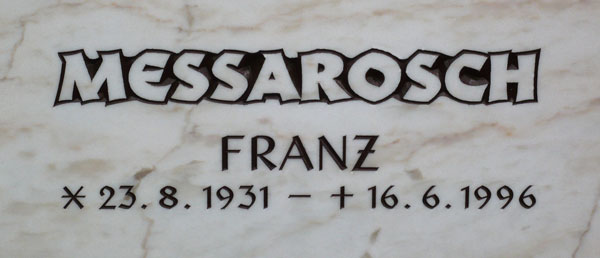 MESSAROSCH
FRANZ
* 23. 8. 1931 – + 16. 6. 1996